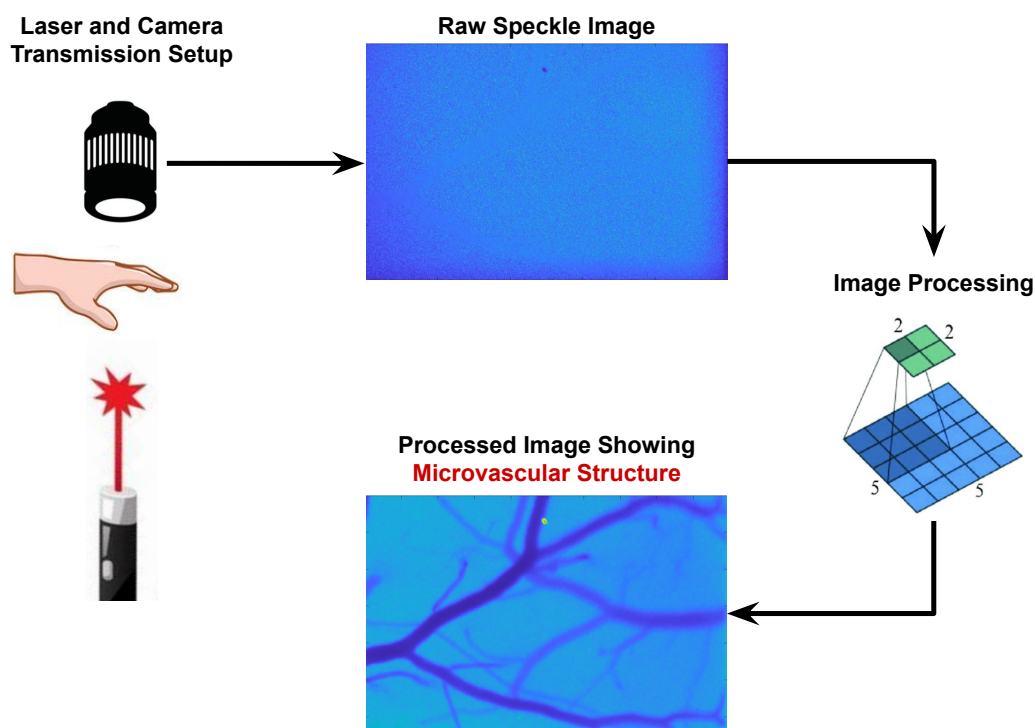 Laser and Camera
Transmission Setup
Raw Speckle Image
Image Processing
2
2
5
5
Processed Image Showing
Microvascular Structure